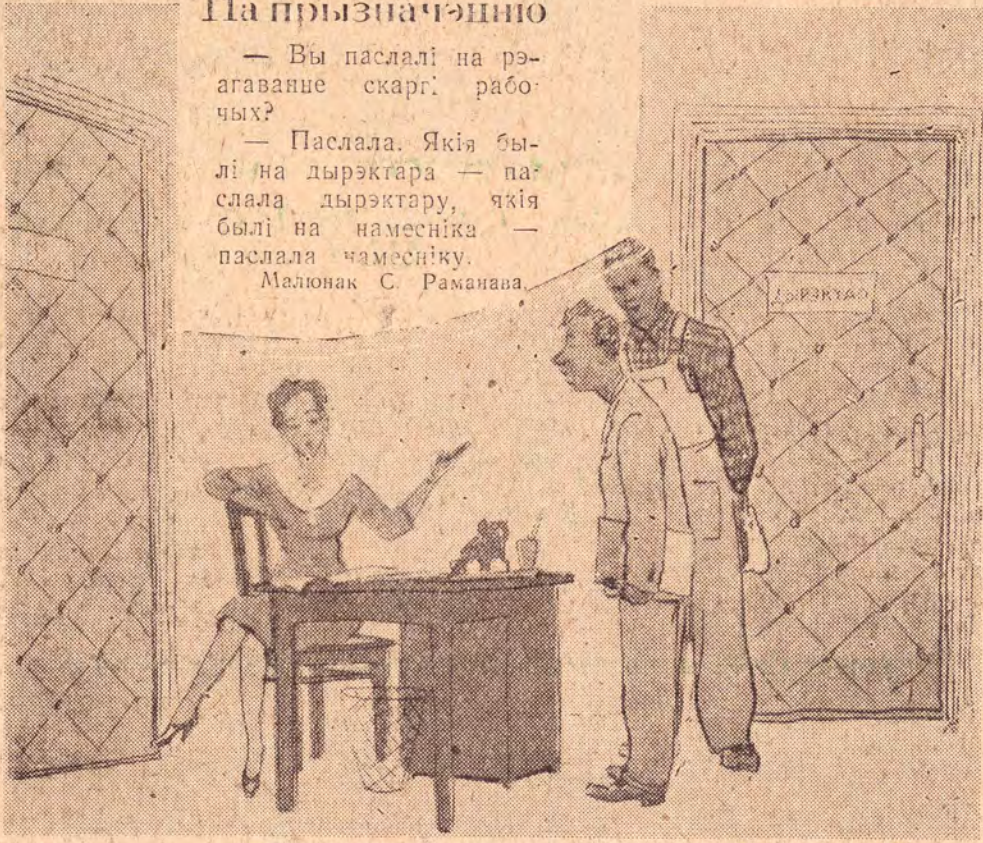 Па прызначэнню
— Вы паслалі на рэ-
агаванне скаргі рабо-
чых?
— Паслала. Якія бы-
лі на дырэктара — па-
слала дырэктару, якія
былі на намесніка —
паслала намесніку.
Малюнак С. Раманава.
ДЫРЭКТАР